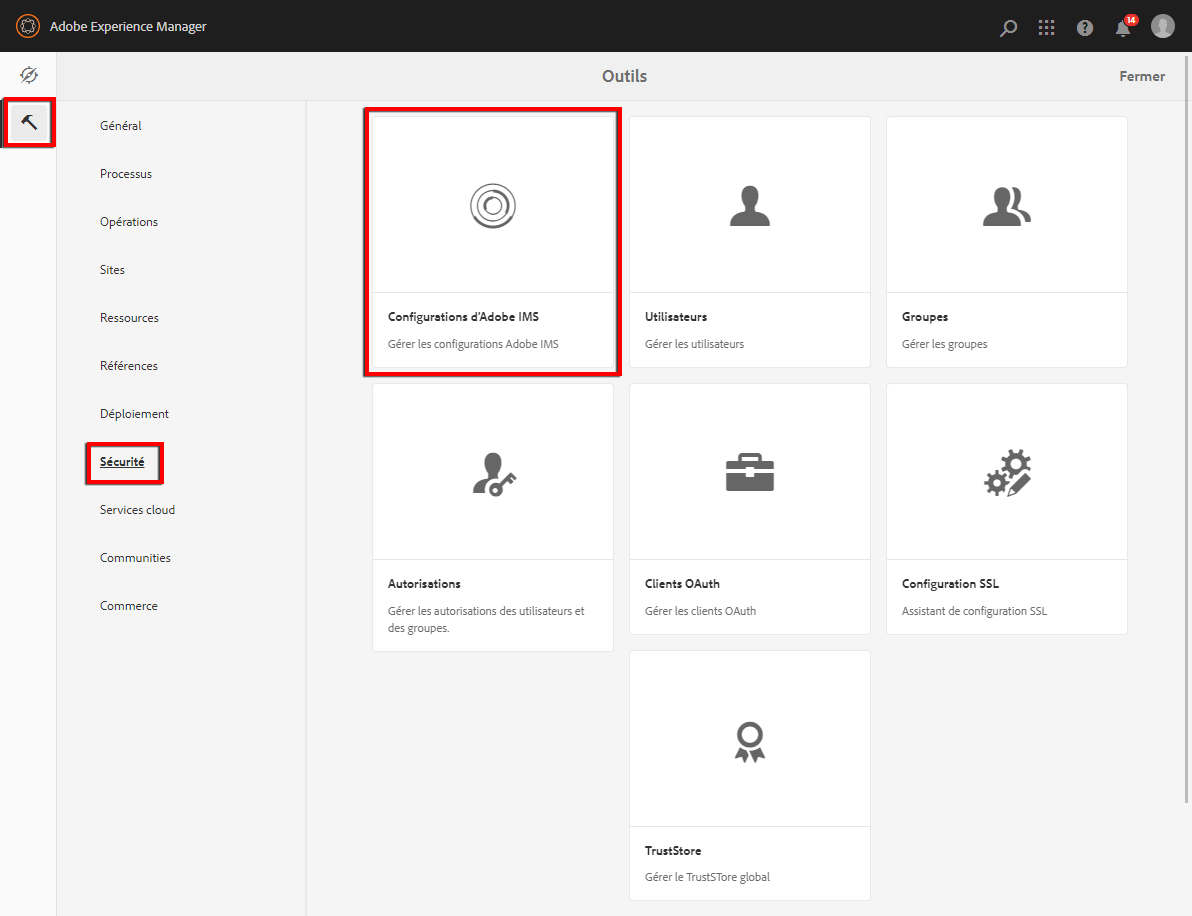 Adobe Experience Manager
14
Outils
Fermer
Général
Processus
Opérations
Sites
Ressources
Références
Déploiement
Sécurité
Services cloud
Communities
Commerce
Configurations d'Adobe IMS
Gérer les configurations Adobe IMS
Utilisateurs
Gérer les utilisateurs
Groupes
Gérer les groupes
Autorisations
Gérer les autorisations des utilisateurs et
des groupes.
Clients OAuth
Gérer les clients OAuth
Configuration SSL
Assistant de configuration SSL
TrustStore
Gérer le TrustSTore global